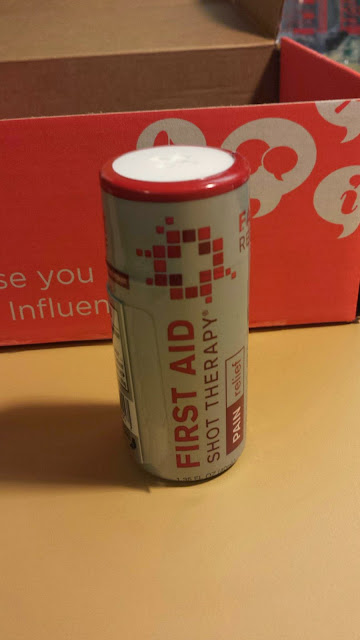 se you
Influen
FIRST AID
SHOT THERAPY®
PAIN relief